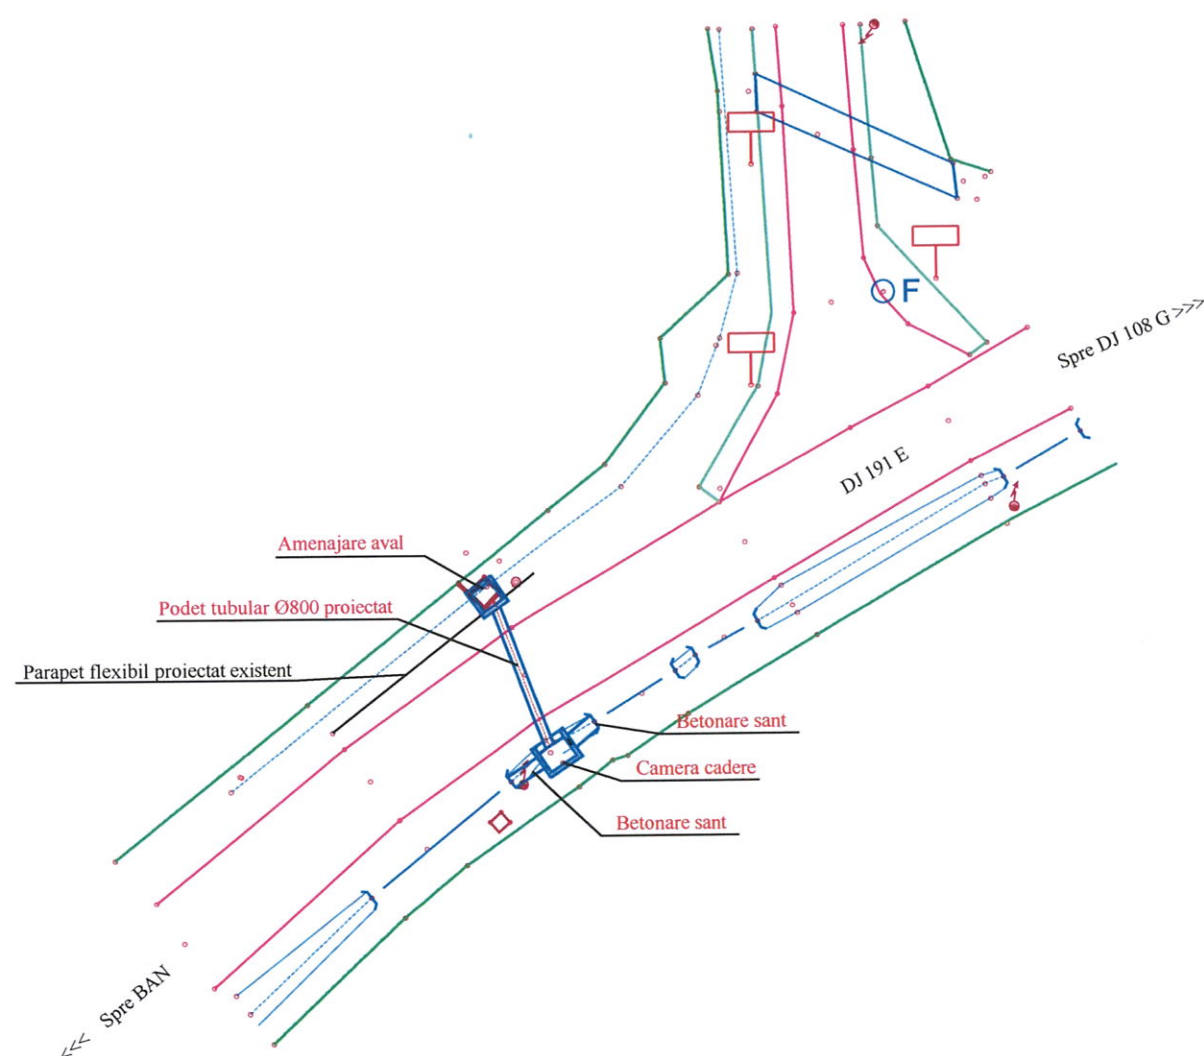 F
Spre DJ 108 G >>>
DJ 191 E
Amenajare aval
Podet tubular Ø800 proiectat
Parapet flexibil proiectat existent
Betonare sant
Camera cadere
Betonare sant
<<< Spre BAN